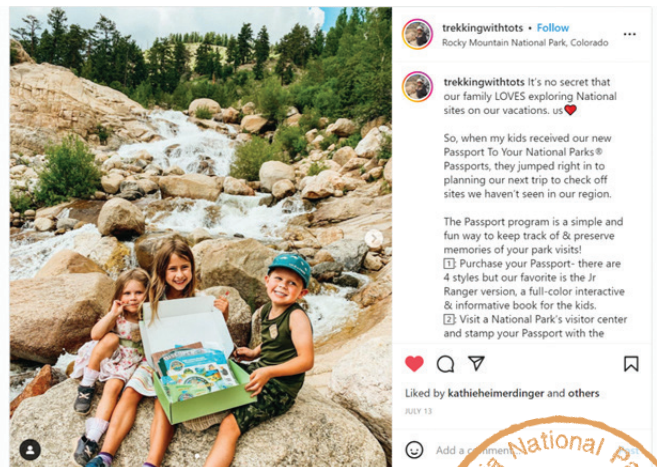 trekkingwithtots • Follow
Rocky Mountain National Park, Colorado
trekkingwithtots It's no secret that
our family LOVES exploring National
sites on our vacations. us❤️
So, when my kids received our new
Passport To Your National Parks®
Passports, they jumped right in to
planning our next trip to check off
sites we haven't seen in our region.
The Passport program is a simple and
fun way to keep track of & preserve
memories of your park visits!
1️⃣: Purchase your Passport- there are
4 styles but our favorite is the Jr
Ranger version, a full-color interactive
& informative book for the kids.
2️⃣: Visit a National Park's visitor center
and stamp your Passport with the
Liked by kathieheimerdinger and others
JULY 13
Add a
National